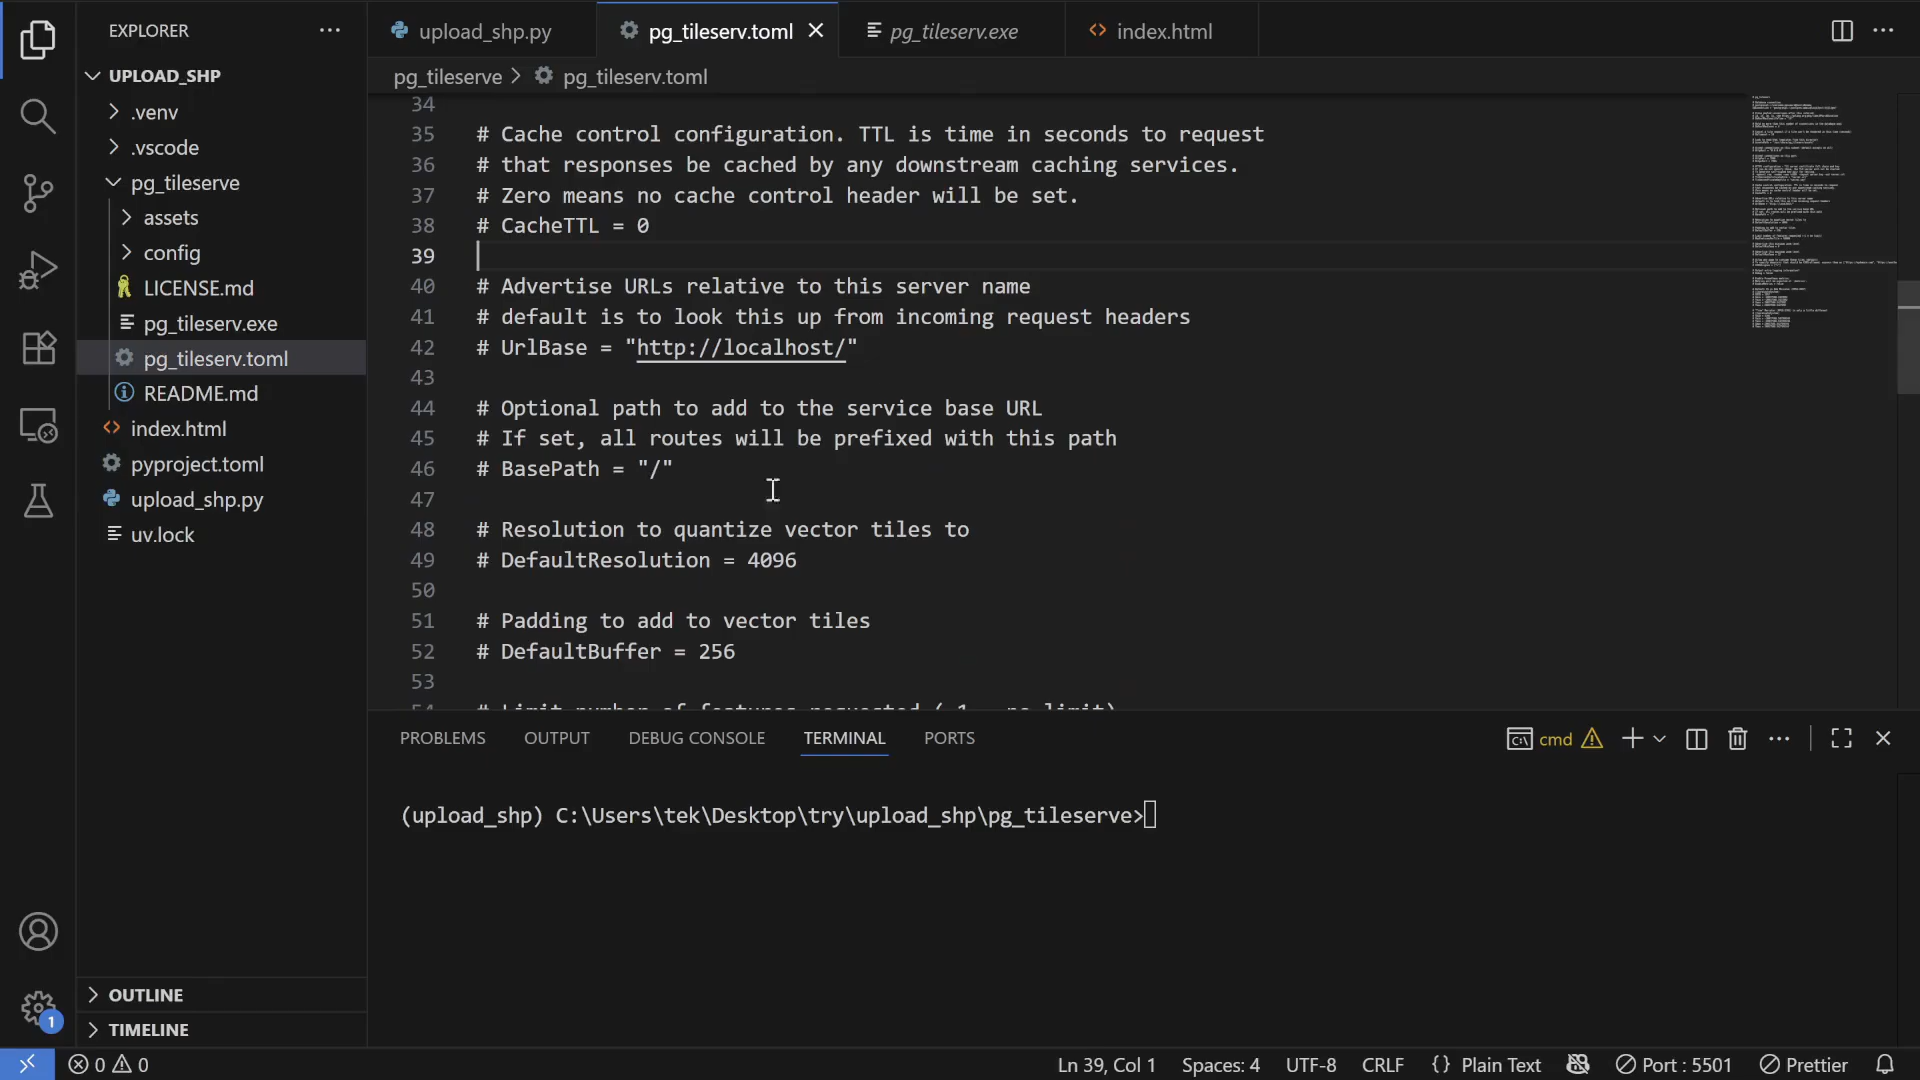 EXPLORER
UPLOAD_SHP
.venv
.vscode
pg_tileserve
assets
config
LICENSE.md
pg_tileserv.exe
pg_tileserv.toml
README.md
index.html
pyproject.toml
upload_shp.py
uv.lock
OUTLINE
TIMELINE
upload_shp.py
pg_tileserv.toml
pg_tileserv.exe
index.html
pg_tileserve > pg_tileserv.toml
34
35 # Cache control configuration. TTL is time in seconds to request
36 # that responses be cached by any downstream caching services.
37 # Zero means no cache control header will be set.
38 # CacheTTL = 0
39
40 # Advertise URLs relative to this server name
41 # default is to look this up from incoming request headers
42 # UrlBase = "http://localhost/"
43
44 # Optional path to add to the service base URL
45 # If set, all routes will be prefixed with this path
46 # BasePath = "/"
47
48 # Resolution to quantize vector tiles to
49 # DefaultResolution = 4096
50
51 # Padding to add to vector tiles
52 # DefaultBuffer = 256
53
PROBLEMS OUTPUT DEBUG CONSOLE TERMINAL PORTS
cmd
(upload_shp) C:\Users\tek\Desktop\try\upload_shp\pg_tileserve>
1
0 0
Ln 39, Col 1 Spaces: 4 UTF-8 CRLF {} Plain Text Port : 5501 Prettier